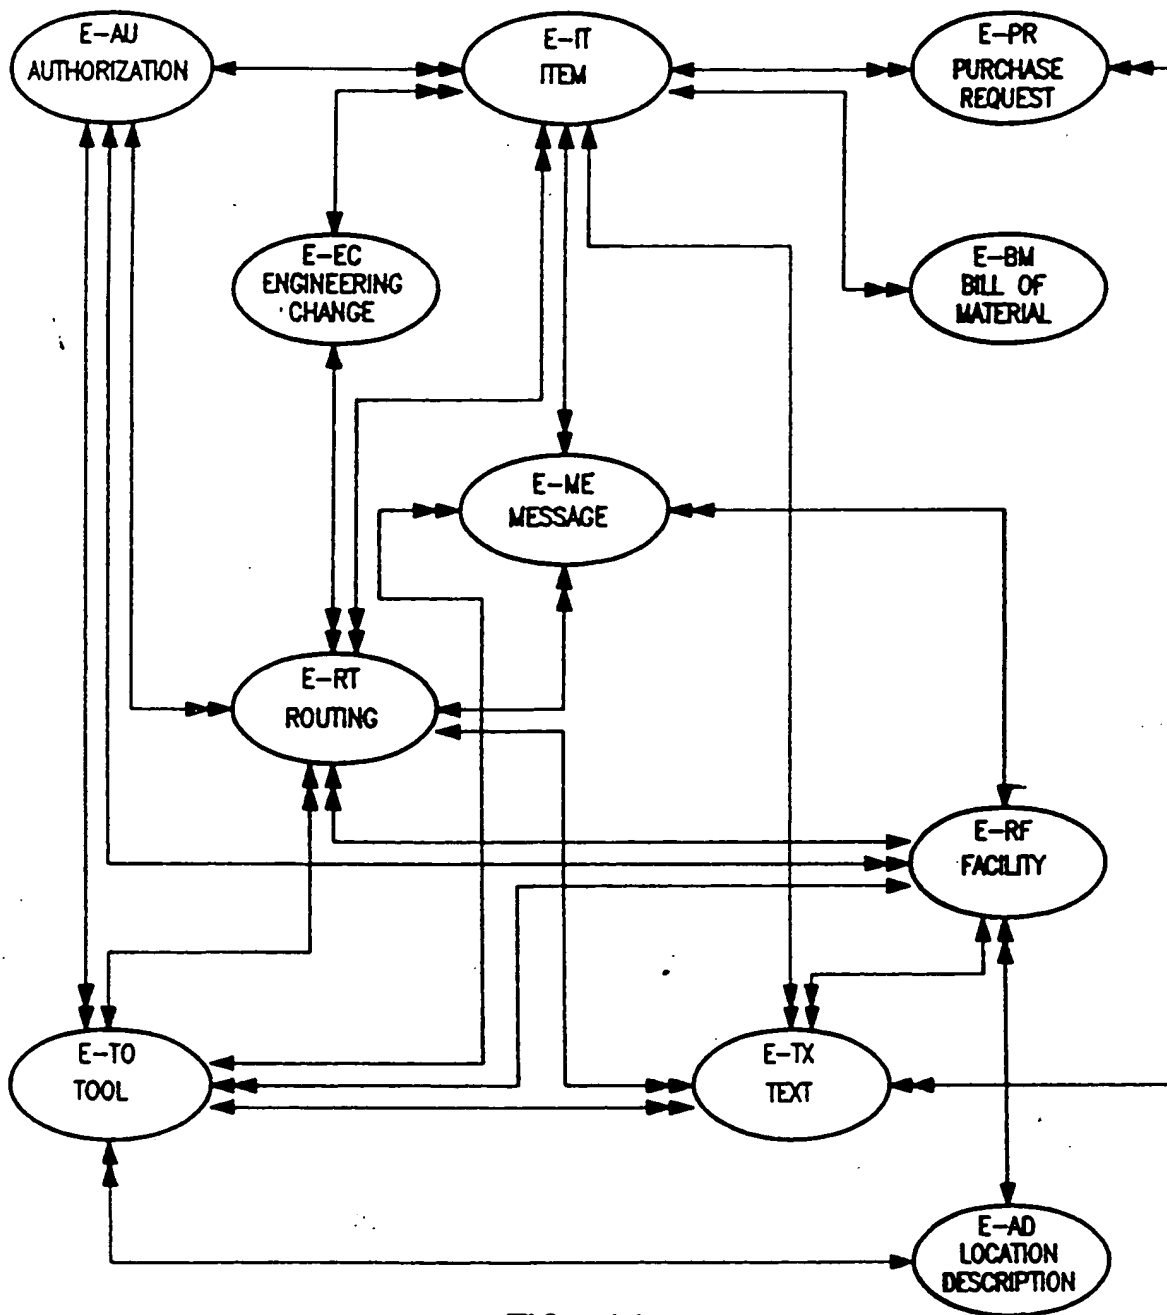 E-AU
AUTHORIZATION
E-IT
ITEM
E-PR
PURCHASE
REQUEST
E-EC
ENGINEERING
CHANGE
E-BM
BILL OF
MATERIAL
E-ME
MESSAGE
E-RT
ROUTING
E-RF
FACILITY
E-TO
TOOL
E-TX
TEXT
E-AD
LOCATION
DESCRIPTION